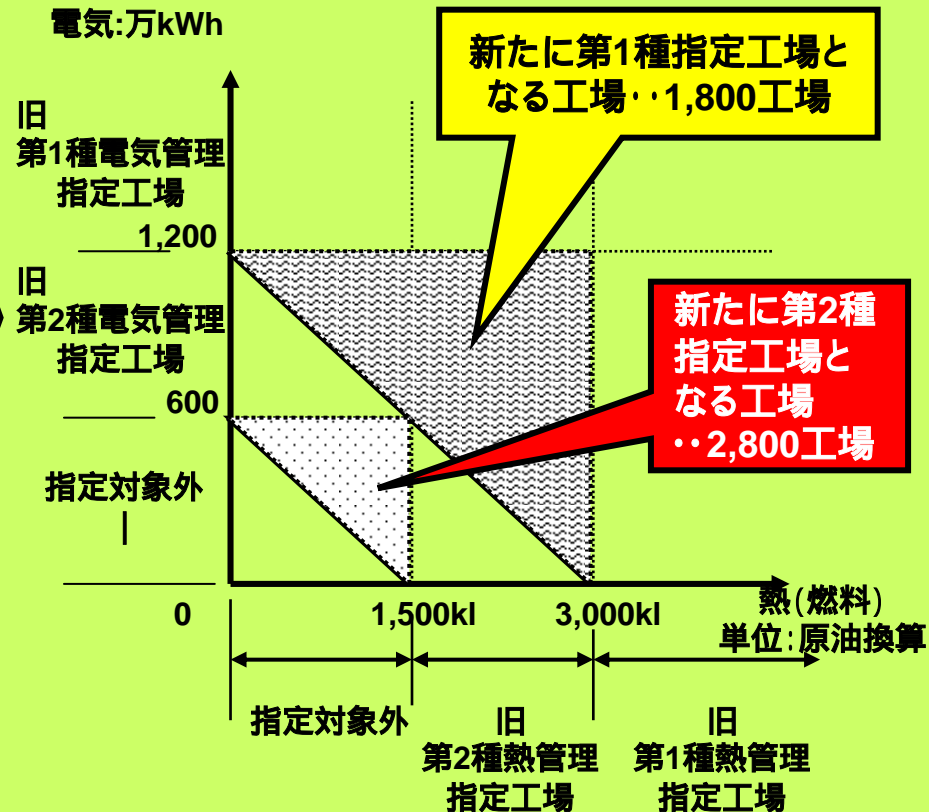 電気:万kWh
新たに第1種指定工場と
なる工場‥1,800工場
旧
第1種電気管理
指定工場
1,200
旧
第2種電気管理
指定工場
新たに第2種
指定工場と
なる工場
‥2,800工場
600
指定対象外
0
1,500kl
3,000kl
熱(燃料)
単位:原油換算
指定対象外
旧
第2種熱管理
指定工場
旧
第1種熱管理
指定工場